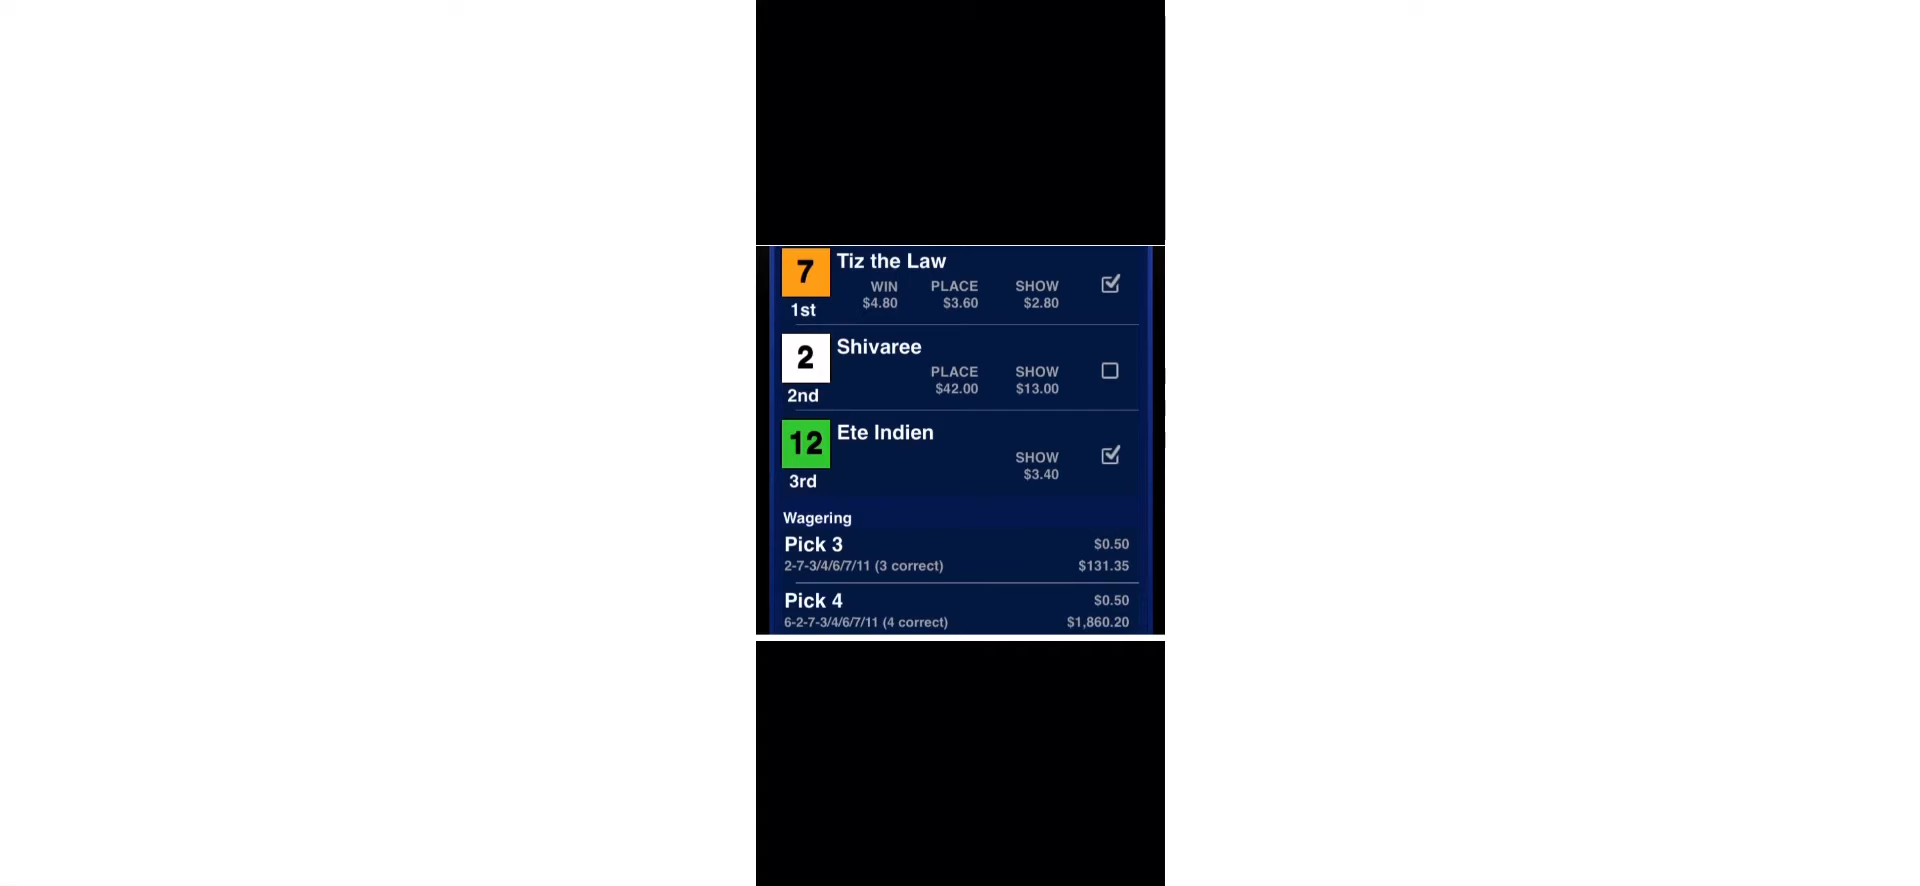 7 Tiz the Law
WIN PLACE SHOW
$4.80 $3.60 $2.80
1st
2 Shivaree
PLACE SHOW
$42.00 $13.00
2nd
12 Ete Indien
SHOW
$3.40
3rd
Wagering
Pick 3 $0.50
2-7-3/4/6/7/11 (3 correct) $131.35
Pick 4 $0.50
6-2-7-3/4/6/7/11 (4 correct) $1,860.20